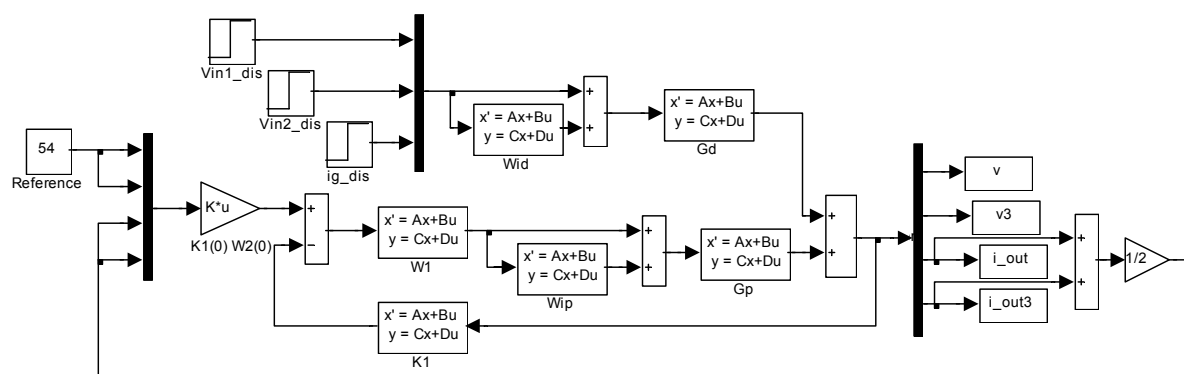 Vin1_dis
Vin2_dis
ig_dis
+
+
x' = Ax+Bu
y = Cx+Du
Wid
x' = Ax+Bu
y = Cx+Du
Gd
54
Reference
K*u
K1(0) W2(0)
+
−
x' = Ax+Bu
y = Cx+Du
W1
x' = Ax+Bu
y = Cx+Du
Wip
+
+
x' = Ax+Bu
y = Cx+Du
Gp
+
+
x' = Ax+Bu
y = Cx+Du
K1
v
v3
i_out
i_out3
+
+
1/2